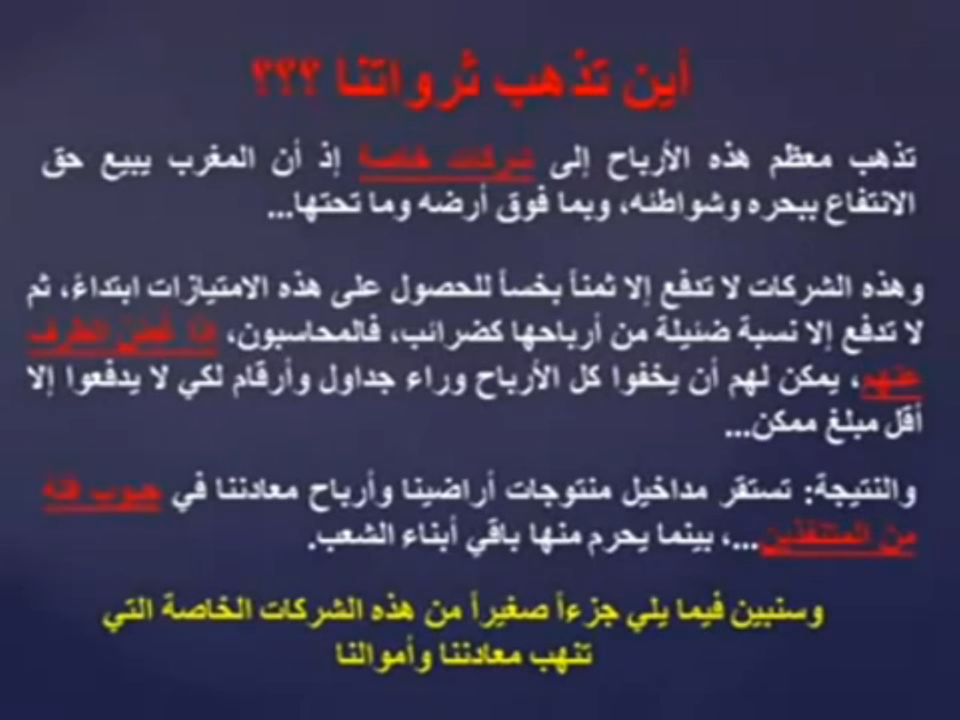 أين تذهب ثرواتنا ؟؟؟
تذهب معظم هذه الأرباح إلى شركات خاصة إذ أن المغرب يبيع حق
الانتفاع ببحره وشواطئه، وبما فوق أرضه وما تحتها...
وهذه الشركات لا تدفع إلا ثمناً بخساً للحصول على هذه الامتيازات ابتداءً، ثم
لا تدفع إلا نسبة ضئيلة من أرباحها كضرائب، فالمحاسبون، إذا غُضّ الطرف
عنهم، يمكن لهم أن يخفوا كل الأرباح وراء جداول وأرقام لكي لا يدفعوا إلا
أقل مبلغ ممكن...
والنتيجة: تستقر مداخيل منتوجات أراضينا وأرباح معادننا في جيوب قلة
من المتنفذين...، بينما يحرم منها باقي أبناء الشعب.
وسنبين فيما يلي جزءاً صغيراً من هذه الشركات الخاصة التي
تنهب معادننا وأموالنا